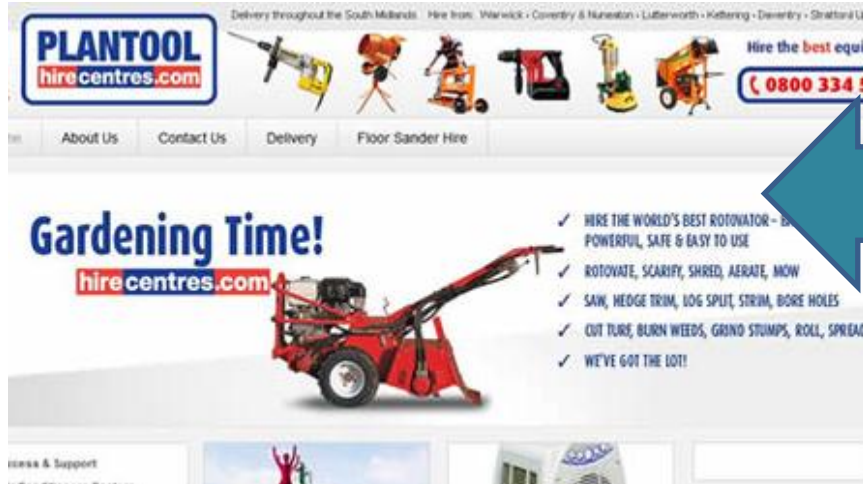 Delivery throughout the South Midlands Hire from: Warwick • Coventry & Nuneaton • Lutterworth • Kettering • Daventry • Stratford
PLANTOOL
hirecentres.com
Hire the best equi
0800 334 5
About Us Contact Us Delivery Floor Sander Hire
Gardening Time!
hirecentres.com
✓ HIRE THE WORLD'S BEST ROTOVATOR –
POWERFUL, SAFE & EASY TO USE
✓ ROTOVATE, SCARIFY, SHRED, AERATE, MOW
✓ SAW, HEDGE TRIM, LOG SPLIT, STRIM, BORE HOLES
✓ CUT TURF, BURN WEEDS, GRIND STUMPS, ROLL, SPREAD
✓ WE'VE GOT THE LOT!
& Support